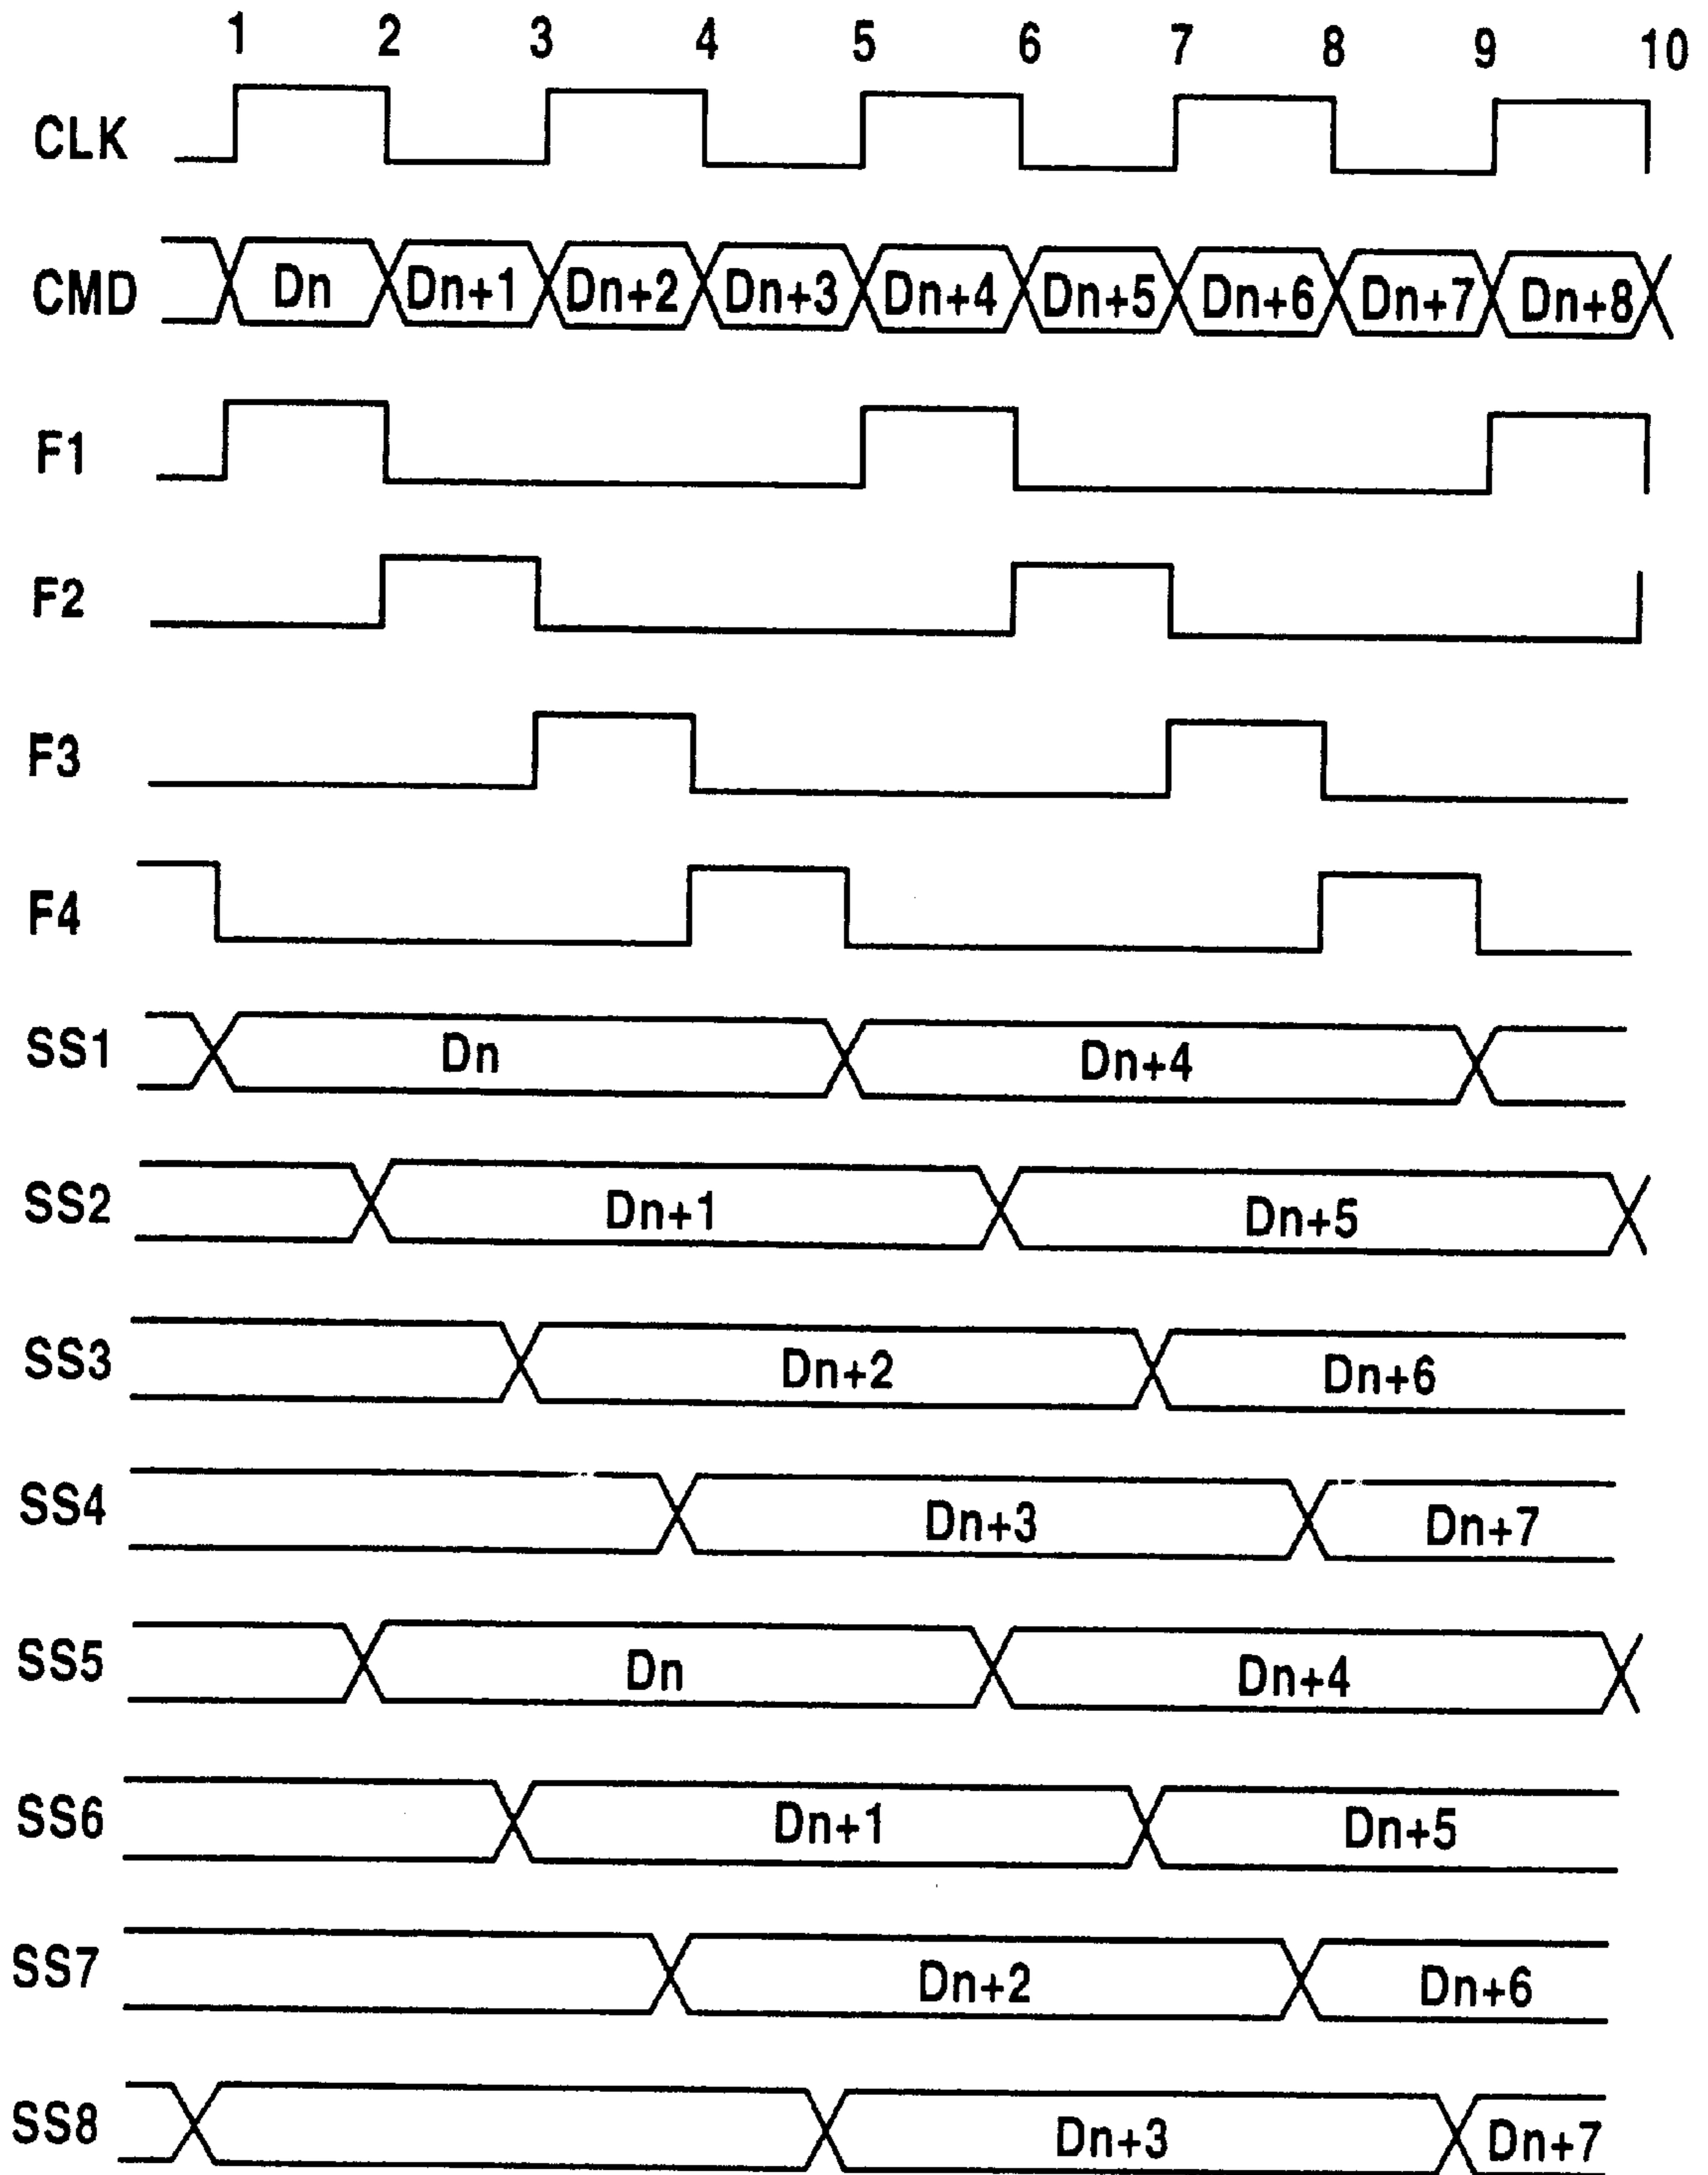 1 2 3 4 5 6 7 8 9 10
CLK
CMD Dn Dn+1 Dn+2 Dn+3 Dn+4 Dn+5 Dn+6 Dn+7 Dn+8
F1
F2
F3
F4
SS1 Dn Dn+4
SS2 Dn+1 Dn+5
SS3 Dn+2 Dn+6
SS4 Dn+3 Dn+7
SS5 Dn Dn+4
SS6 Dn+1 Dn+5
SS7 Dn+2 Dn+6
SS8 Dn+3 Dn+7